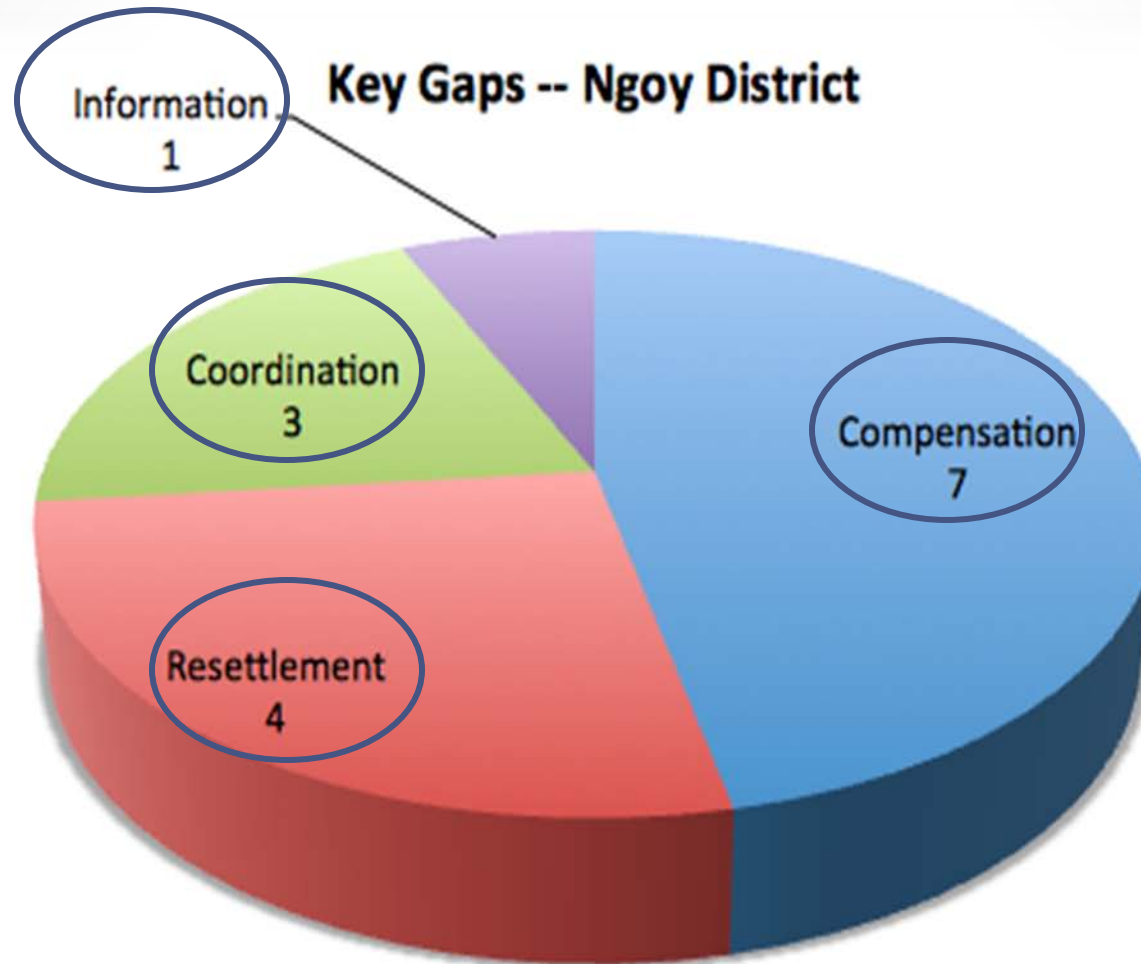 Key Gaps -- Ngoy District
Information
1
Coordination
3
Compensation
7
Resettlement
4